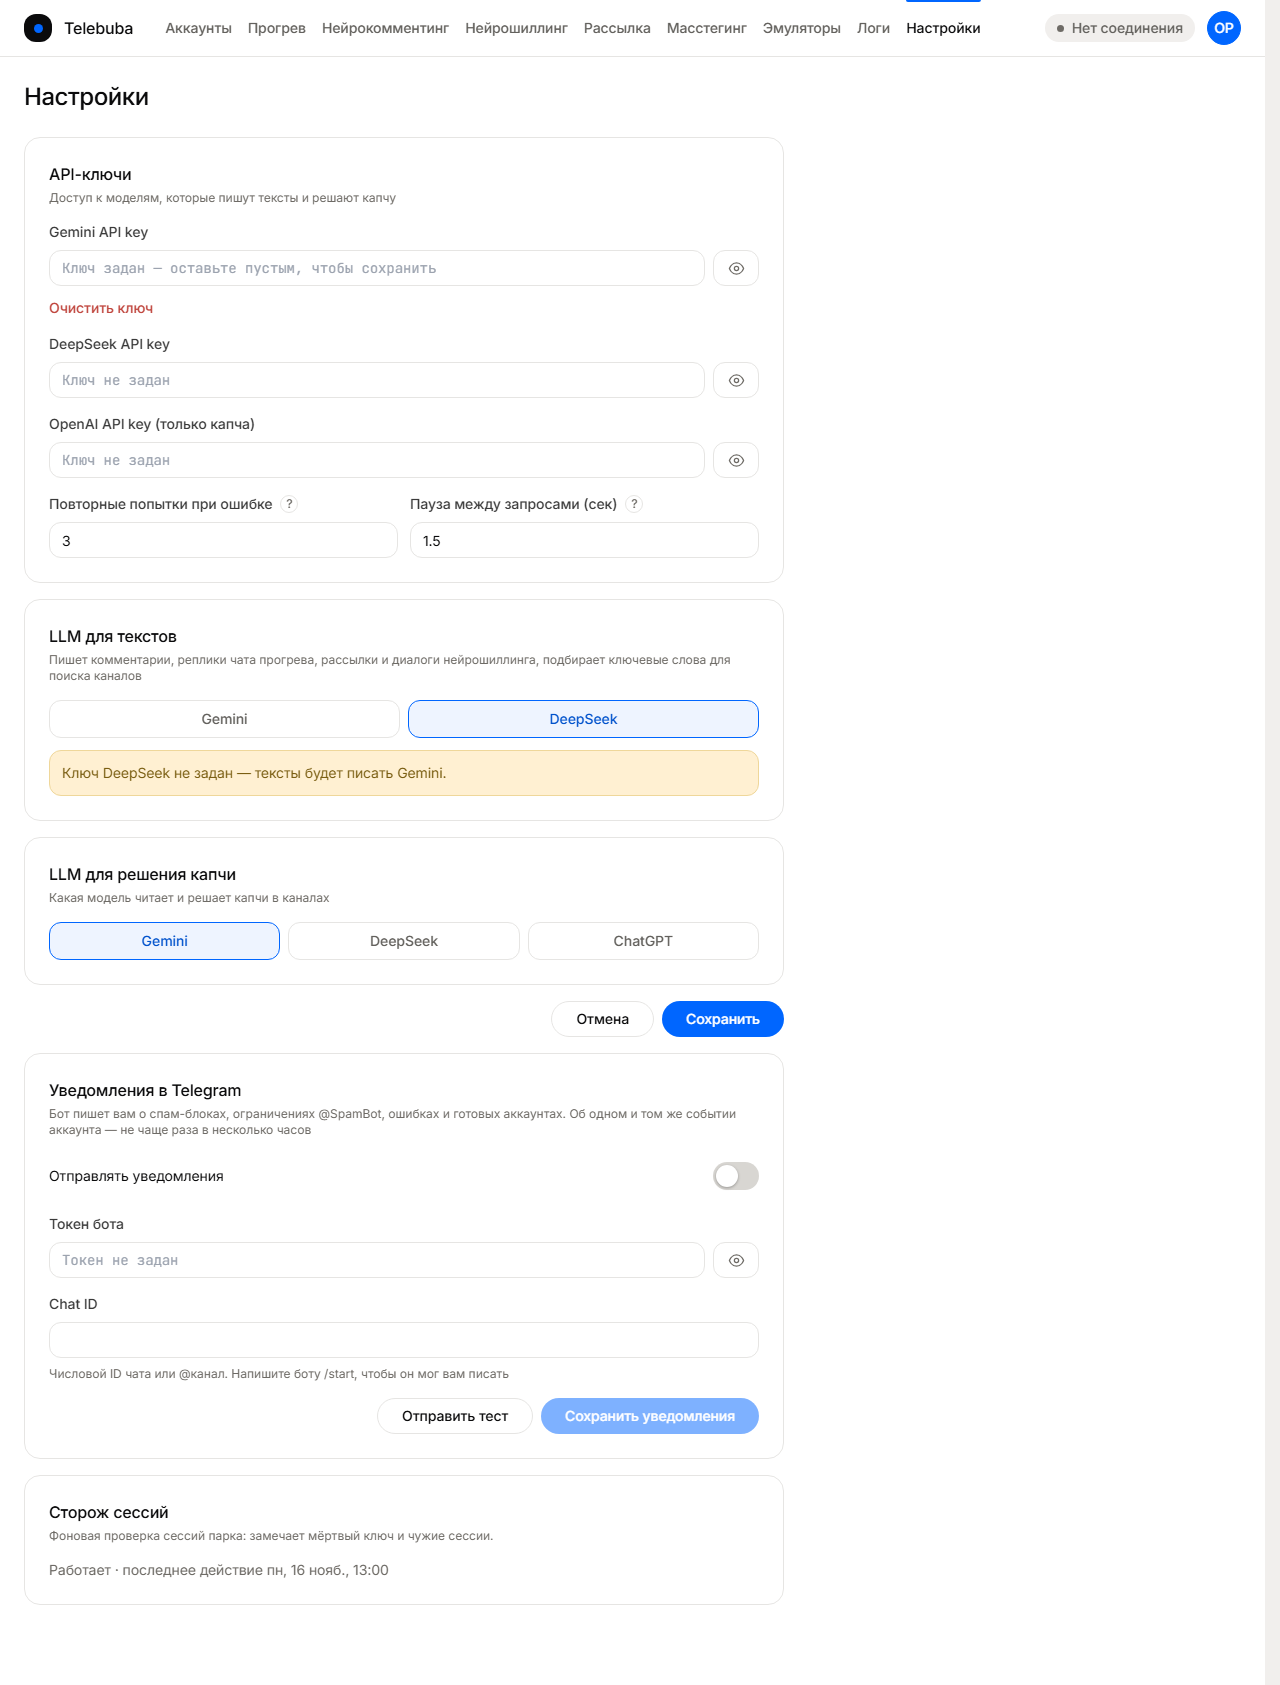 Telebuba
Аккаунты
Прогрев
Нейрокомментинг
Нейрошиллинг
Рассылка
Масстегинг
Эмуляторы
Логи
Настройки
Нет соединения
OP
Настройки
API-ключи
Доступ к моделям, которые пишут тексты и решают капчу
Gemini API key
Ключ задан — оставьте пустым, чтобы сохранить
Очистить ключ
DeepSeek API key
Ключ не задан
OpenAI API key (только капча)
Ключ не задан
Повторные попытки при ошибке ?
Пауза между запросами (сек) ?
3
1.5
LLM для текстов
Пишет комментарии, реплики чата прогрева, рассылки и диалоги нейрошиллинга, подбирает ключевые слова для
поиска каналов
Gemini
DeepSeek
Ключ DeepSeek не задан — тексты будет писать Gemini.
LLM для решения капчи
Какая модель читает и решает капчи в каналах
Gemini
DeepSeek
ChatGPT
Отмена
Сохранить
Уведомления в Telegram
Бот пишет вам о спам-блоках, ограничениях @SpamBot, ошибках и готовых аккаунтах. Об одном и том же событии
аккаунта — не чаще раза в несколько часов
Отправлять уведомления
Токен бота
Токен не задан
Chat ID
Числовой ID чата или @канал. Напишите боту /start, чтобы он мог вам писать
Отправить тест
Сохранить уведомления
Сторож сессий
Фоновая проверка сессий парка: замечает мёртвый ключ и чужие сессии.
Работает · последнее действие пн, 16 нояб., 13:00